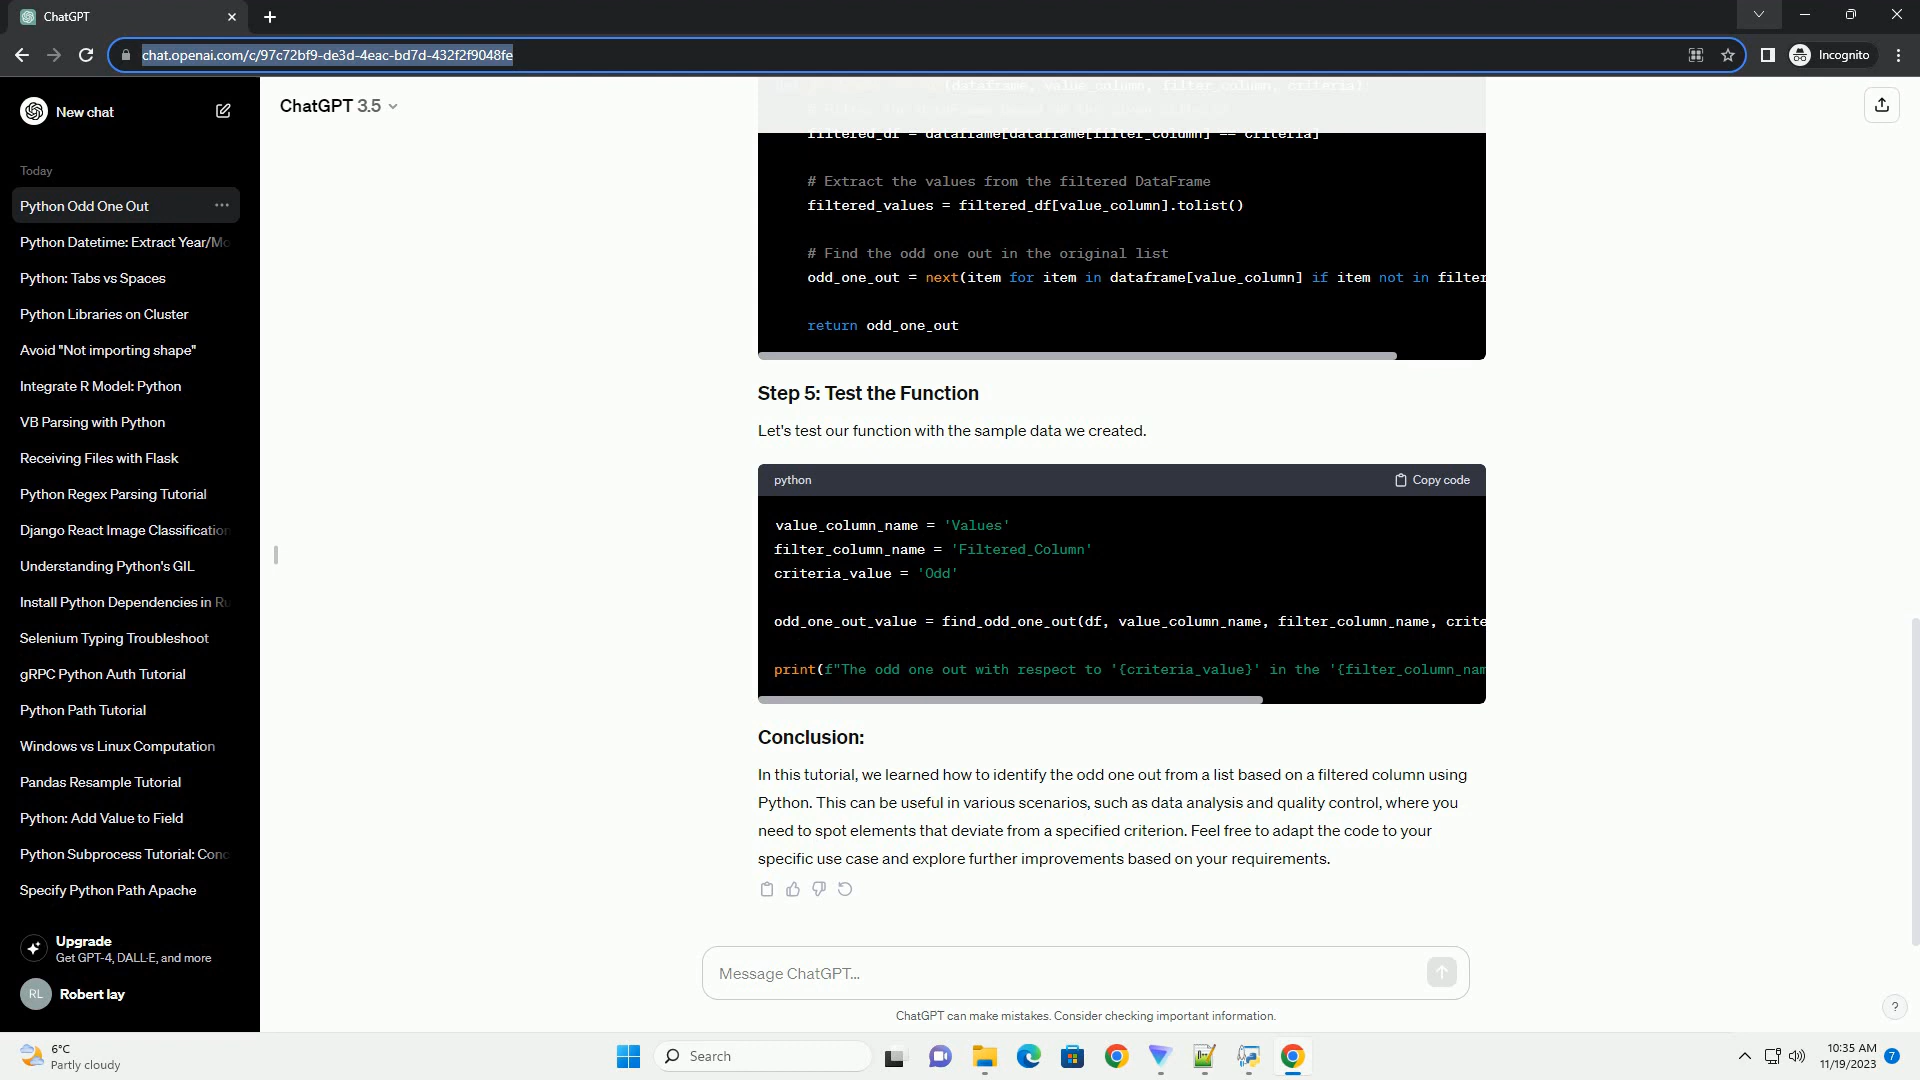 ChatGPT
chat.openai.com/c/97c72bf9-de3d-4eac-bd7d-432f2f9048fe
Incognito
New chat
Today
Python Odd One Out
Python Datetime: Extract Year/Mo
Python: Tabs vs Spaces
Python Libraries on Cluster
Avoid "Not importing shape"
Integrate R Model: Python
VB Parsing with Python
Receiving Files with Flask
Python Regex Parsing Tutorial
Django React Image Classification
Understanding Python's GIL
Install Python Dependencies in Ru
Selenium Typing Troubleshoot
gRPC Python Auth Tutorial
Python Path Tutorial
Windows vs Linux Computation
Pandas Resample Tutorial
Python: Add Value to Field
Python Subprocess Tutorial: Conc
Specify Python Path Apache
Upgrade
Get GPT-4, DALL·E, and more
RL
Robert lay
ChatGPT 3.5
(dataframe, value_column, filter_column, criteria):
filtered_df = dataframe[dataframe[filter_column] == criteria]
# Extract the values from the filtered DataFrame
filtered_values = filtered_df[value_column].tolist()
# Find the odd one out in the original list
odd_one_out = next(item for item in dataframe[value_column] if item not in filter
return odd_one_out
Step 5: Test the Function
Let's test our function with the sample data we created.
python
Copy code
value_column_name = 'Values'
filter_column_name = 'Filtered_Column'
criteria_value = 'Odd'
odd_one_out_value = find_odd_one_out(df, value_column_name, filter_column_name, crite
print(f"The odd one out with respect to '{criteria_value}' in the '{filter_column_nam
Conclusion:
In this tutorial, we learned how to identify the odd one out from a list based on a filtered column using
Python. This can be useful in various scenarios, such as data analysis and quality control, where you
need to spot elements that deviate from a specified criterion. Feel free to adapt the code to your
specific use case and explore further improvements based on your requirements.
Message ChatGPT...
ChatGPT can make mistakes. Consider checking important information.
?
6°C
Partly cloudy
Search
10:35 AM
11/19/2023
7